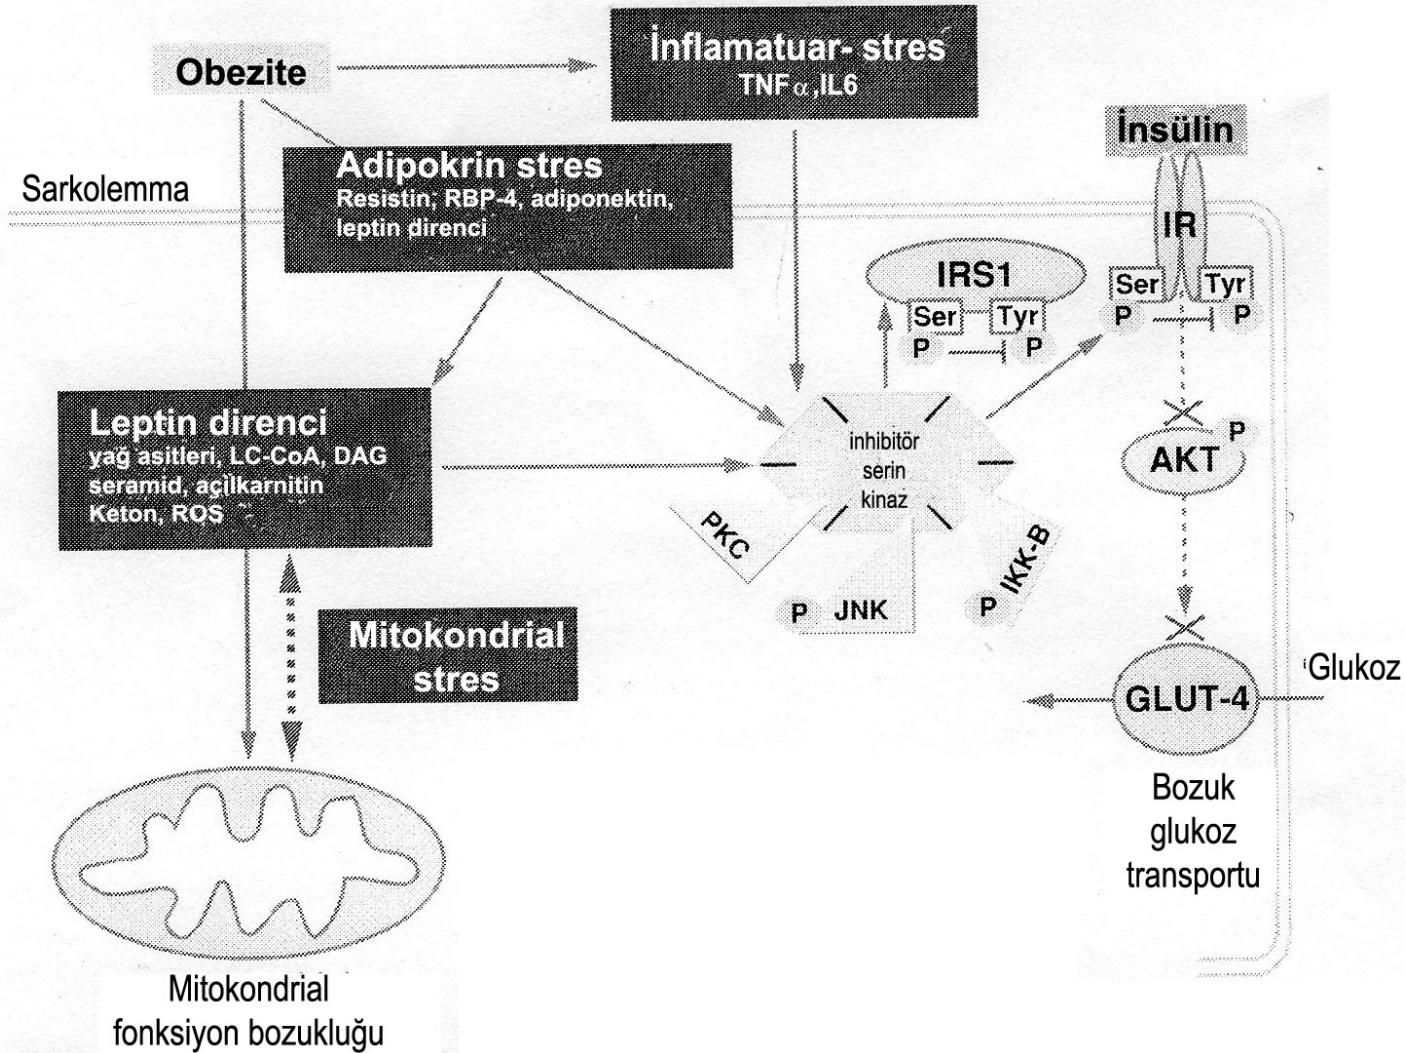 Obezite
İnflamatuar- stres
TNF α,IL6
Adipokrin stres
Resistin; RBP-4, adiponektin,
leptin direnci
Sarkolemma
İnsülin
IR
Ser
Tyr
P
P
IRS1
Ser
Tyr
P
P
Leptin direnci
yağ asitleri, LC-CoA, DAG
seramid, açilkarnitin
Keton, ROS
inhibitör
serin
kinaz
PKC
P
JNK
P
IKK-B
AKT
P
Mitokondrial
stres
GLUT-4
Glukoz
Bozuk
glukoz
transportu
Mitokondrial
fonksiyon bozukluğu